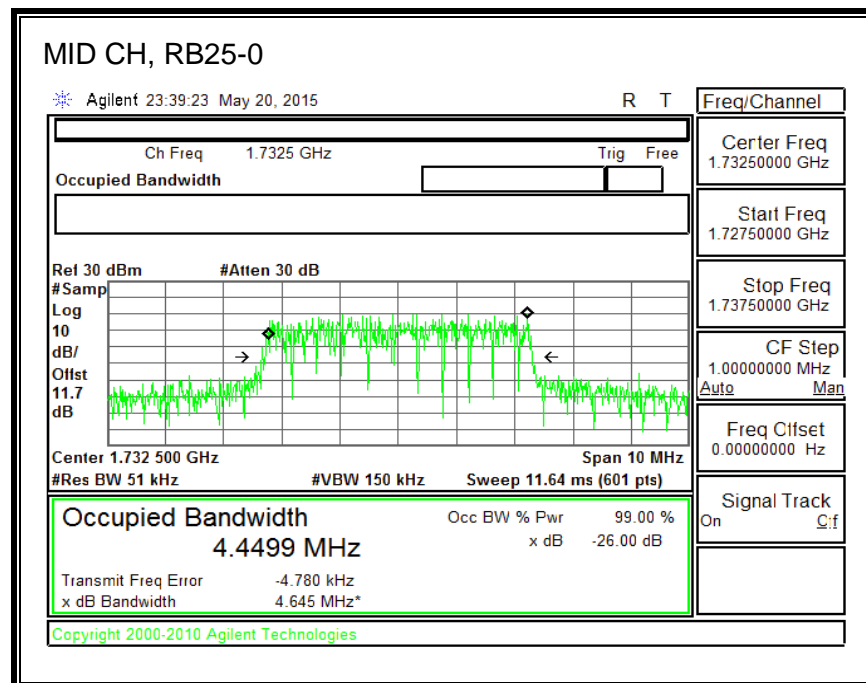 MID CH, RB25-0
Agilent 23:39:23 May 20, 2015 R T
Freq/Channel
Ch Freq 1.7325 GHz Trig Free
Occupied Bandwidth
Center Freq
1.73250000 GHz
Start Freq
1.72750000 GHz
Stop Freq
1.73750000 GHz
CF Step
1.00000000 MHz
Auto Man
Freq Offset
0.00000000 Hz
Signal Track
On Off
Ref 30 dBm #Atten 30 dB
#Samp
Log
10
dB/
Offst
11.7
dB
Center 1.732 500 GHz Span 10 MHz
#Res BW 51 kHz #VBW 150 kHz Sweep 11.64 ms (601 pts)
Occupied Bandwidth Occ BW % Pwr 99.00 %
4.4499 MHz x dB -26.00 dB
Transmit Freq Error -4.780 kHz
x dB Bandwidth 4.645 MHz*
Copyright 2000-2010 Agilent Technologies